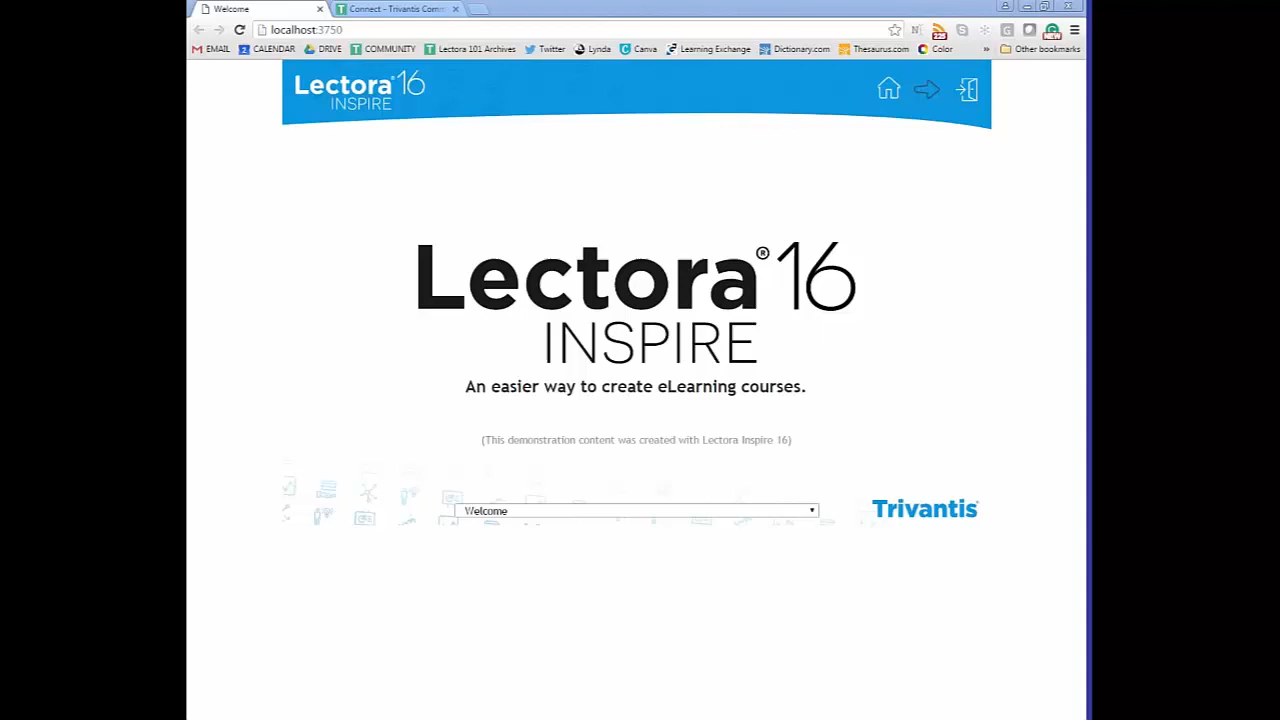 Welcome
Connect - Trivantis Comm
localhost:3750
EMAIL CALENDAR DRIVE COMMUNITY Lectora 101 Archives Twitter Lynda Canva Learning Exchange Dictionary.com Thesaurus.com Color » Other bookmarks
Lectora®16
INSPIRE
Lectora®16
INSPIRE
An easier way to create eLearning courses.
(This demonstration content was created with Lectora Inspire 16)
Welcome
Trivantis